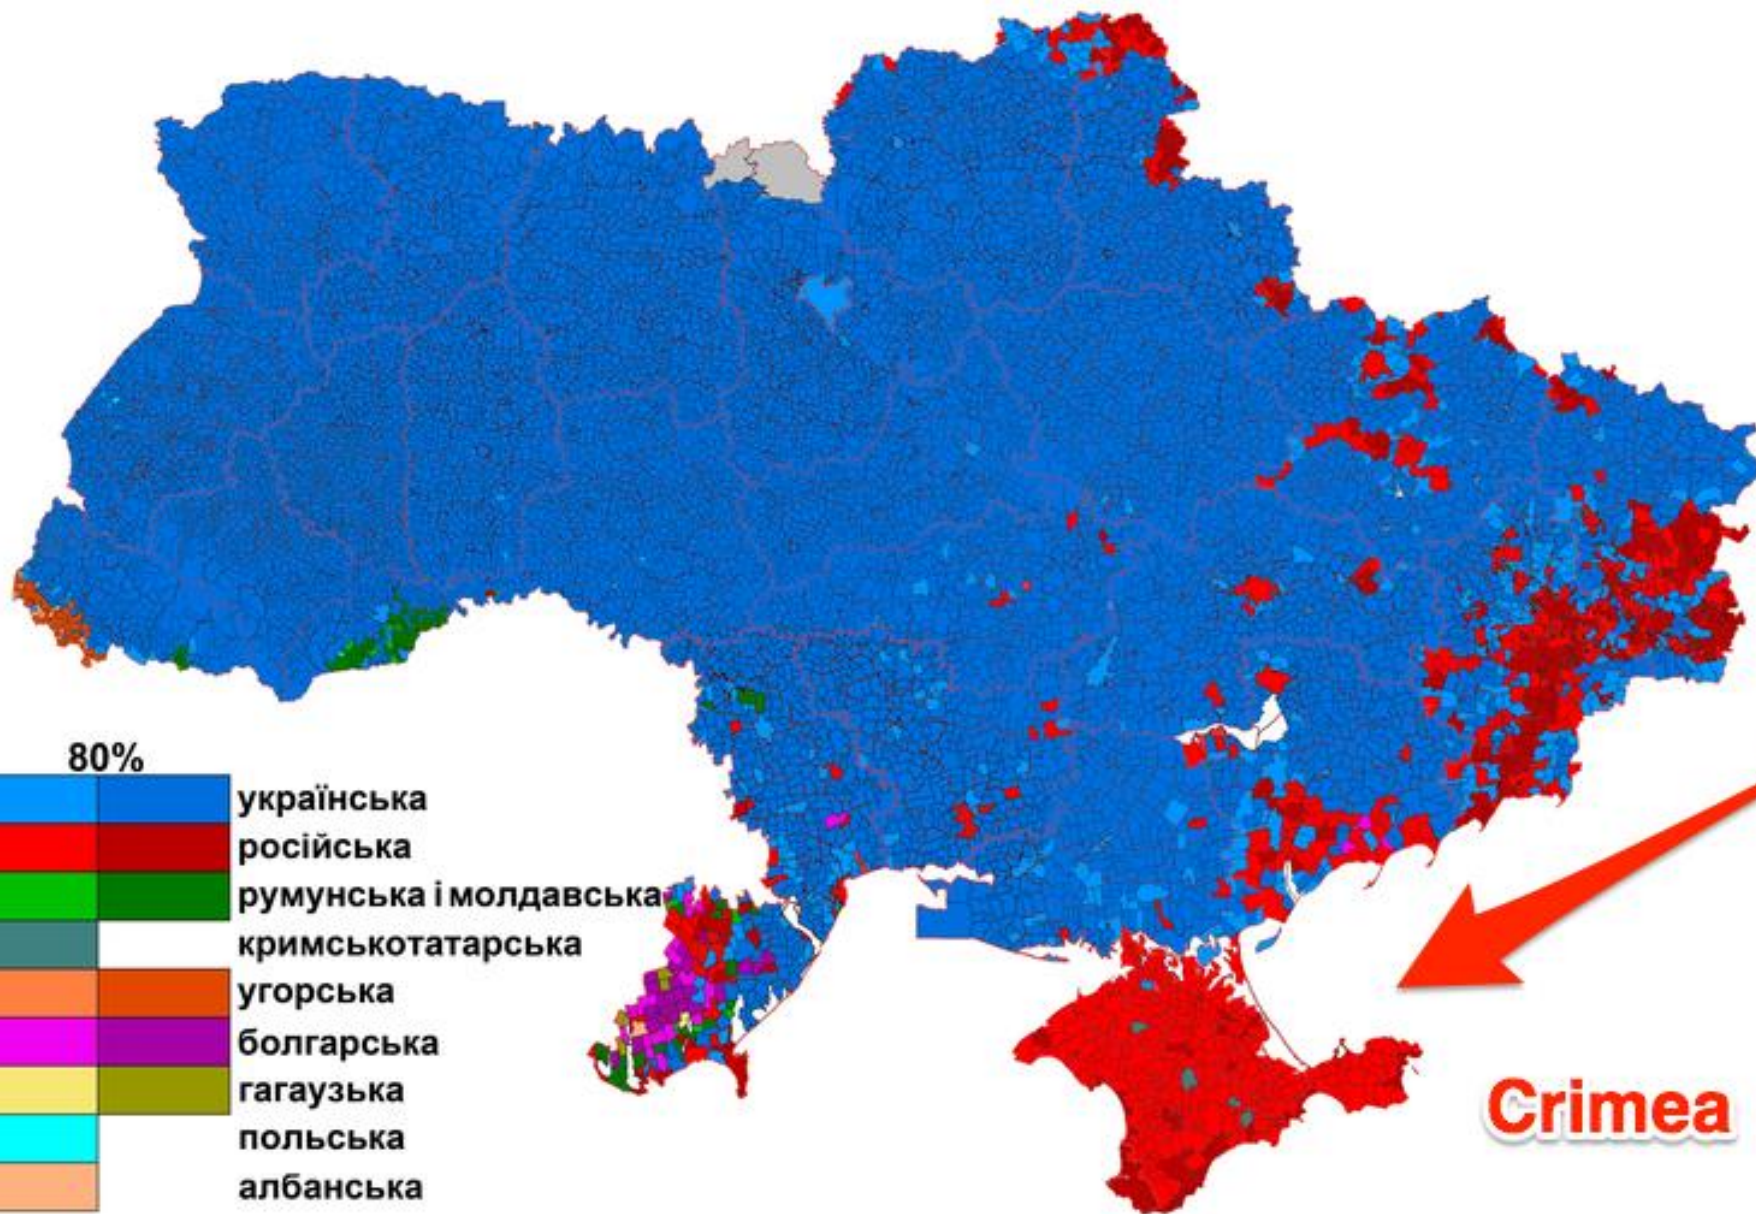 80%
українська
російська
румунська і молдавська
кримськотатарська
угорська
болгарська
гагаузька
польська
албанська
Crimea